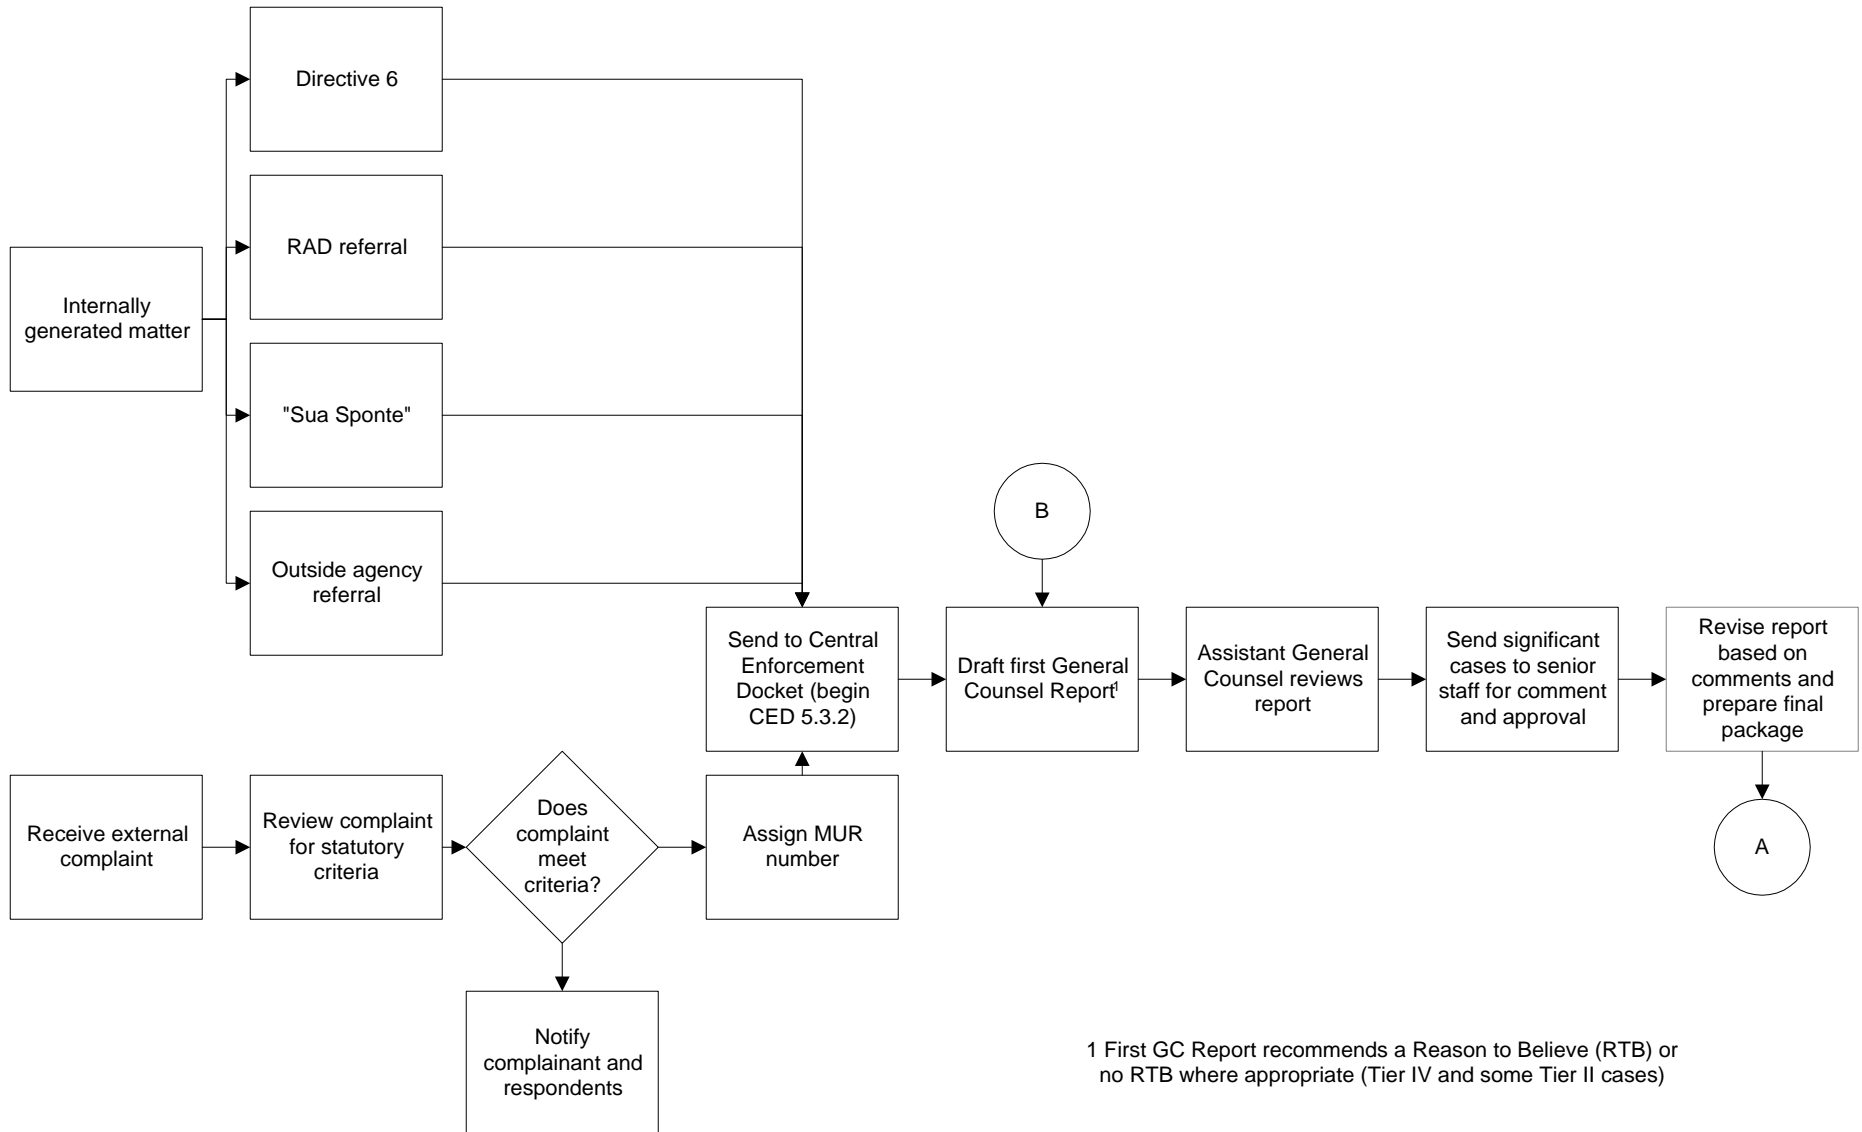 Directive 6
RAD referral
Internally
generated matter
"Sua Sponte"
Outside agency
referral
B
Send to Central
Enforcement
Docket (begin
CED 5.3.2)
Draft first General
Counsel Report¹
Assistant General
Counsel reviews
report
Send significant
cases to senior
staff for comment
and approval
Revise report
based on
comments and
prepare final
package
Receive external
complaint
Review complaint
for statutory
criteria
Does
complaint
meet
criteria?
Assign MUR
number
A
Notify
complainant and
respondents
1 First GC Report recommends a Reason to Believe (RTB) or
no RTB where appropriate (Tier IV and some Tier II cases)